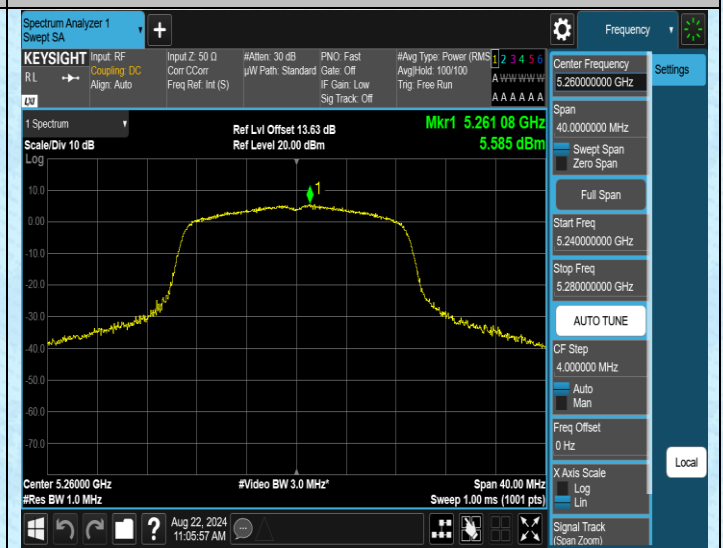 Spectrum Analyzer 1
Swept SA
+
Frequency
KEYSIGHT
R L
LXI
Input: RF
Coupling: DC
Align: Auto
Input Z: 50 Ω
Corr CCorr
Freq Ref: Int (S)
#Atten: 30 dB
µW Path: Standard
PNO: Fast
Gate: Off
IF Gain: Low
Sig Track: Off
#Avg Type: Power (RMS
Avg|Hold: 100/100
Trig: Free Run
1 2 3 4 5 6
A W W W W W
A A A A A A
1 Spectrum
Scale/Div 10 dB
Log
Ref Lvl Offset 13.63 dB
Ref Level 20.00 dBm
Mkr1 5.261 08 GHz
5.585 dBm
1
10.0
0.00
-10.0
-20.0
-30.0
-40.0
-50.0
-60.0
-70.0
Center 5.26000 GHz
#Res BW 1.0 MHz
#Video BW 3.0 MHz*
Span 40.00 MHz
Sweep 1.00 ms (1001 pts)
?
Aug 22, 2024
11:05:57 AM
Center Frequency
5.260000000 GHz
Span
40.0000000 MHz
Swept Span
Zero Span
Full Span
Start Freq
5.240000000 GHz
Stop Freq
5.280000000 GHz
AUTO TUNE
CF Step
4.000000 MHz
Auto
Man
Freq Offset
0 Hz
X Axis Scale
Log
Lin
Signal Track
(Span Zoom)
Settings
Local